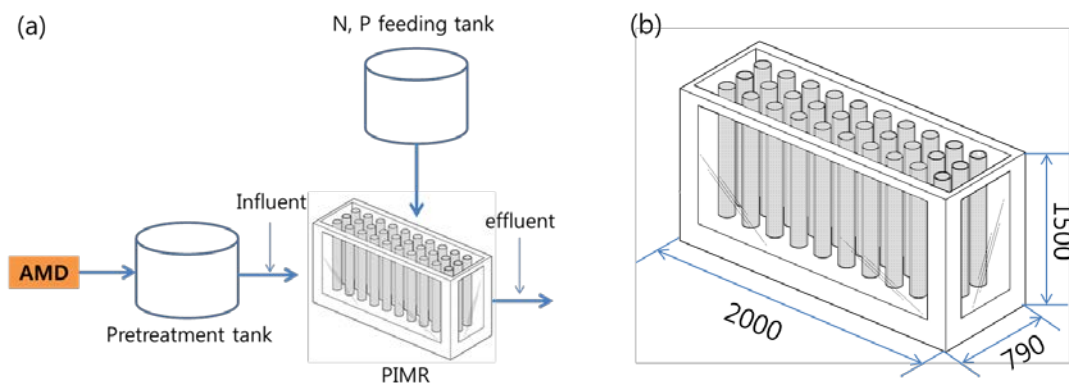 (a)
N, P feeding tank
Influent
effluent
AMD
Pretreatment tank
PIMR
(b)
1500
2000
790